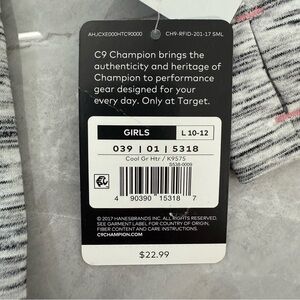 AHJCXE000HTC90000 CH9-RFID-201-17 SML
C9 Champion brings the
authenticity and heritage of
Champion to performance
gear designed for your
every day. Only at Target.
GIRLS L 10-12
039 | 01 | 5318
Cool Gr Htr / K9575
S538-0009
4 90390 15318 7
© 2017 HANESBRANDS INC. ALL RIGHTS RESERVED.
SEE GARMENT LABEL FOR COUNTRY OF ORIGIN,
FIBER CONTENT AND CARE INSTRUCTIONS.
C9CHAMPION.COM
$22.99